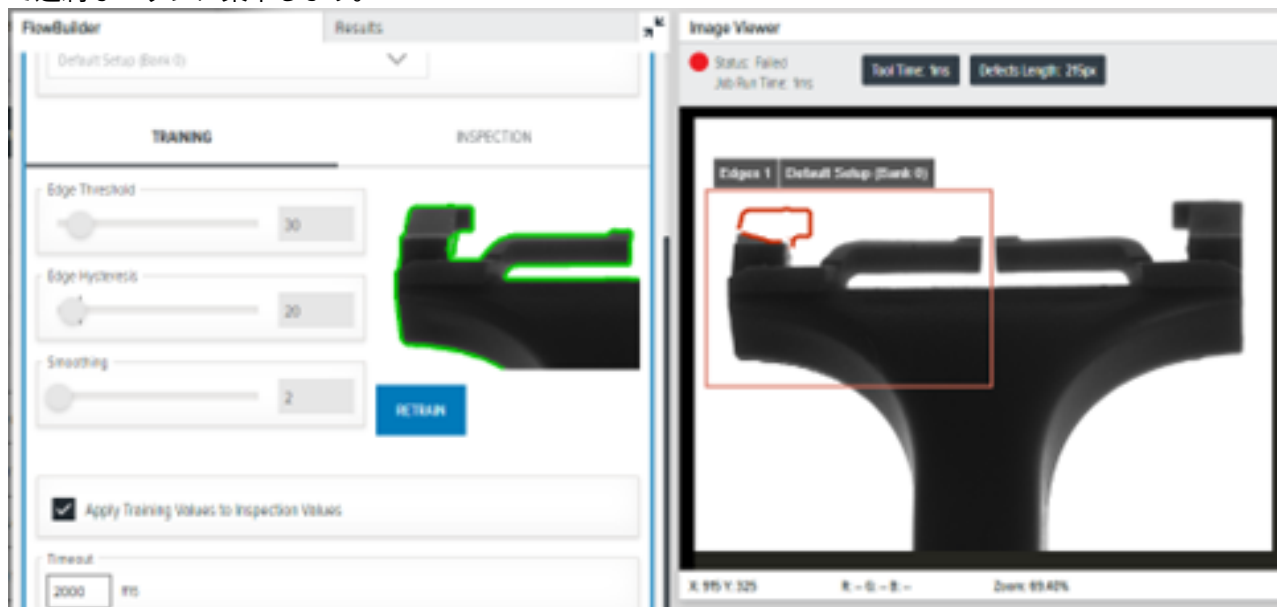 FlowBuilder
Results
Default Setup (Bank 0)
TRAINING
INSPECTION
Edge Threshold
30
Edge Hysteresis
20
Smoothing
2
RETRAIN
Apply Training Values to Inspection Values
Timeout
2000 ms
Image Viewer
Status: Failed
Job Run Time: 1ms
Tool Time: 1ms
Defects Length: 215px
Edges 1 Default Setup (Bank 0)
X: 915 Y: 325
R: -- G: -- B: --
Zoom: 69.40%